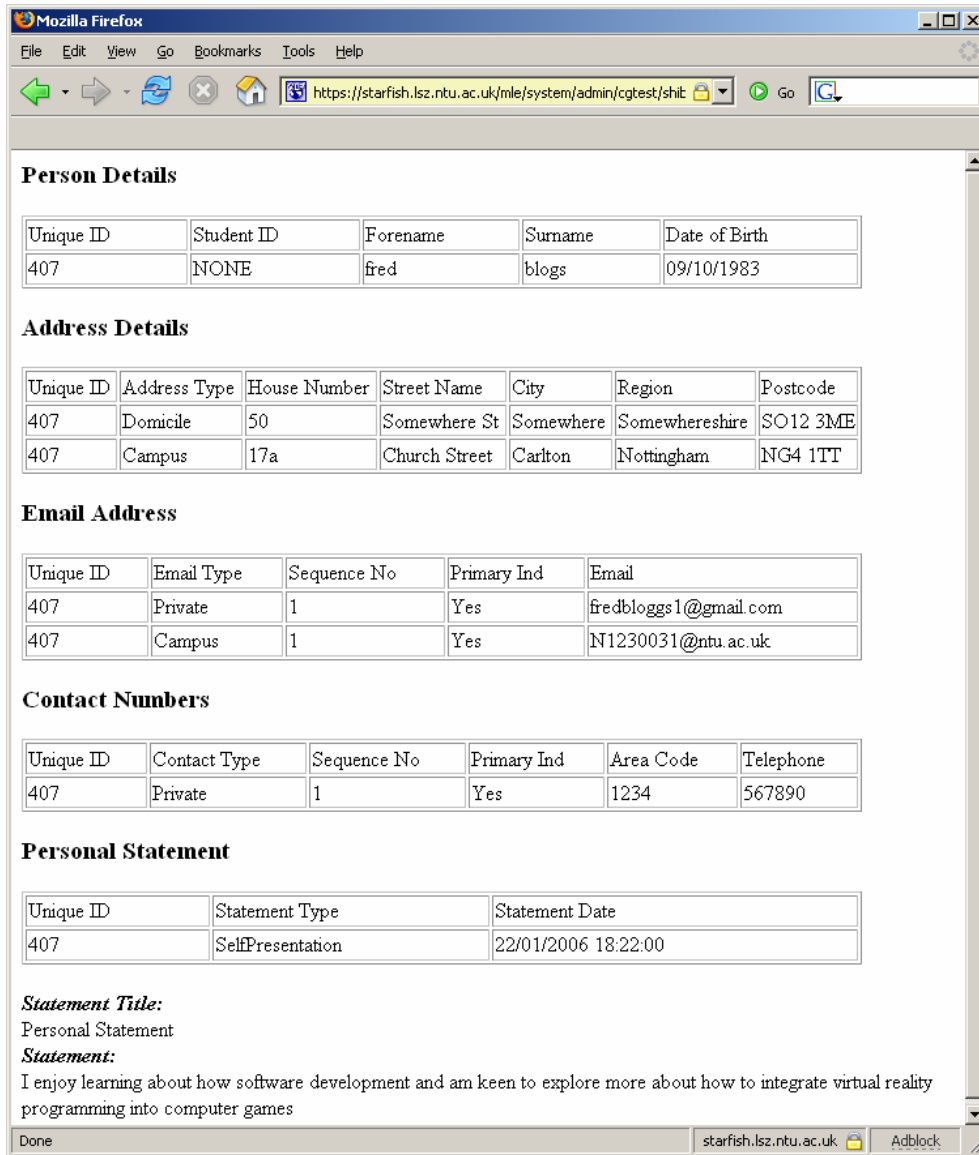 Mozilla Firefox
File Edit View Go Bookmarks Tools Help
https://starfish.lsz.ntu.ac.uk/mle/system/admin/cgtest/shib Go G
Person Details
Unique ID Student ID Forename Surname Date of Birth
407 NONE fred blogs 09/10/1983
Address Details
Unique ID Address Type House Number Street Name City Region Postcode
407 Domicile 50 Somewhere St Somewhere Somewhereshire SO12 3ME
407 Campus 17a Church Street Carlton Nottingham NG4 1TT
Email Address
Unique ID Email Type Sequence No Primary Ind Email
407 Private 1 Yes fredbloggs1@gmail.com
407 Campus 1 Yes N1230031@ntu.ac.uk
Contact Numbers
Unique ID Contact Type Sequence No Primary Ind Area Code Telephone
407 Private 1 Yes 1234 567890
Personal Statement
Unique ID Statement Type Statement Date
407 SelfPresentation 22/01/2006 18:22:00
Statement Title:
Personal Statement
Statement:
I enjoy learning about how software development and am keen to explore more about how to integrate virtual reality
programming into computer games
Done starfish.lsz.ntu.ac.uk Adblock